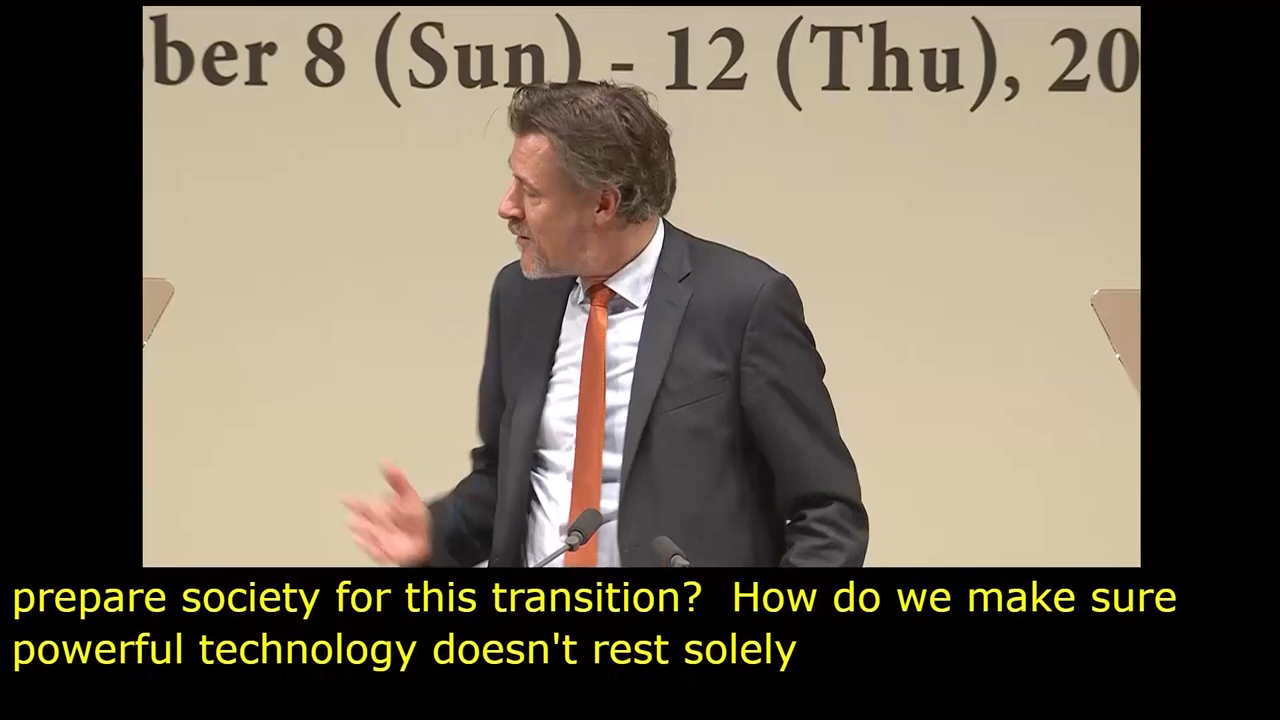 ber 8 (Sun) - 12 (Thu), 20
prepare society for this transition?  How do we make sure
powerful technology doesn't rest solely